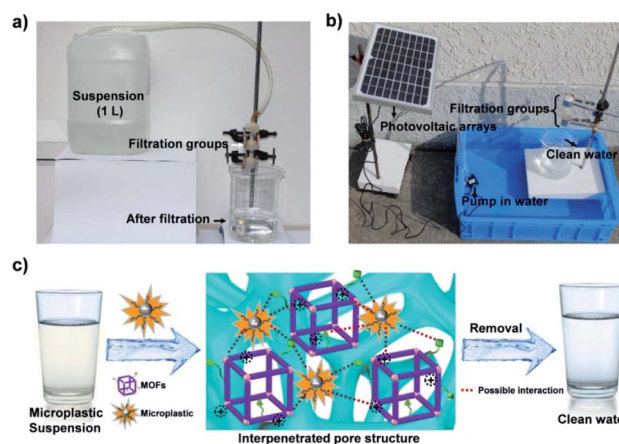 a)
Suspension
(1 L)
Filtration groups
After filtration
b)
Filtration groups
Photovoltaic arrays
Clean water
Pump in water
c)
MOFs
Microplastic
Microplastic
Suspension
Interpenetrated pore structure
Removal
Possible interaction
Clean wate